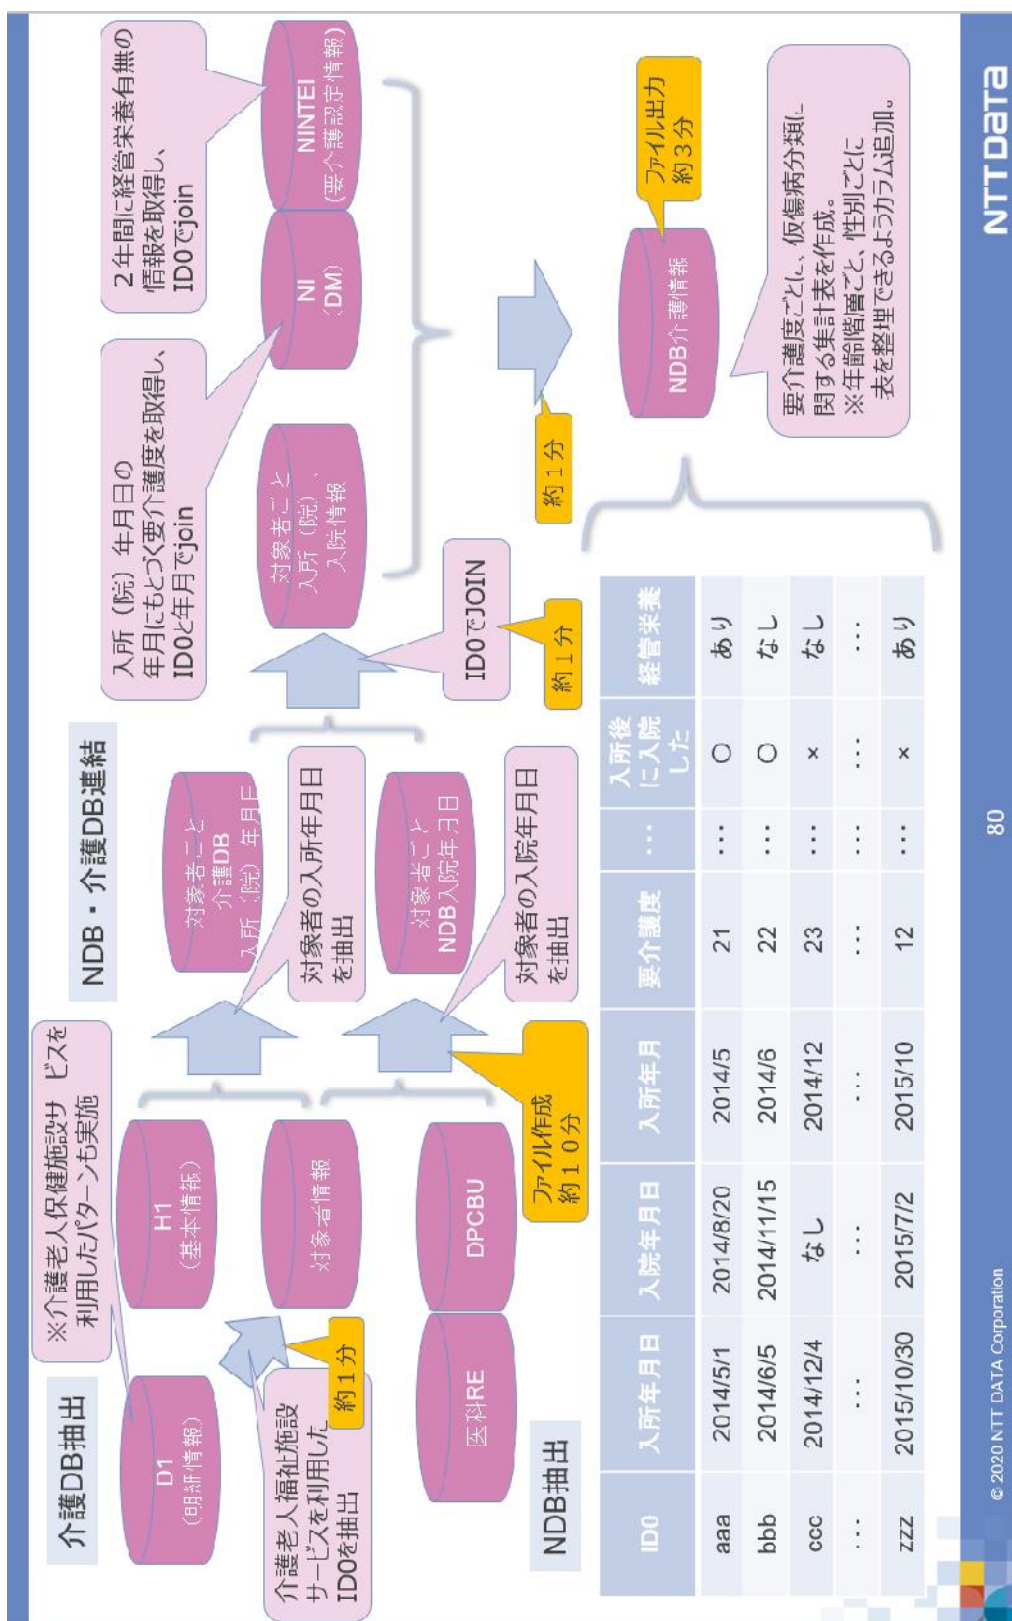 介護DB抽出
※介護老人保健施設サービスを
利用したパターンも実施
D1
(明細情報)
H1
(基本情報)
介護老人福祉施設
サービスを利用した
ID0を抽出
約1分
対象者情報
医科RE
DPCBU
NDB抽出
ファイル作成
約10分
NDB・介護DB連結
対象者ごと
介護DB
入所(院)年月日
対象者の入所年月日
を抽出
対象者ごと
NDB入院年月日
対象者の入院年月日
を抽出
ID0でJOIN
約1分
対象者ごと
入所(院)、
入院情報
入所(院)年月日の
年月にもとづく要介護度を取得し、
ID0と年月でjoin
2年間に経管栄養有無の
情報を取得し、
ID0でjoin
NI
(DM)
NINTEI
(要介護認定情報)
約1分
NDB介護情報
ファイル出力
約3分
要介護度ごとに、仮傷病分類に
関する集計表を作成。
※年齢階層ごと、性別ごとに
表を整理できるようカラム追加。
ID0 入所年月日 入院年月日 入所年月 要介護度 ... 入所後に入院した 経管栄養
aaa 2014/5/1 2014/8/20 2014/5 21 ... ○ あり
bbb 2014/6/5 2014/11/15 2014/6 22 ... ○ なし
ccc 2014/12/4 なし 2014/12 23 ... × なし
... ... ... ... ... ... ... ...
zzz 2015/10/30 2015/7/2 2015/10 12 ... × あり
© 2020 NTT DATA Corporation
80
NTT DATA